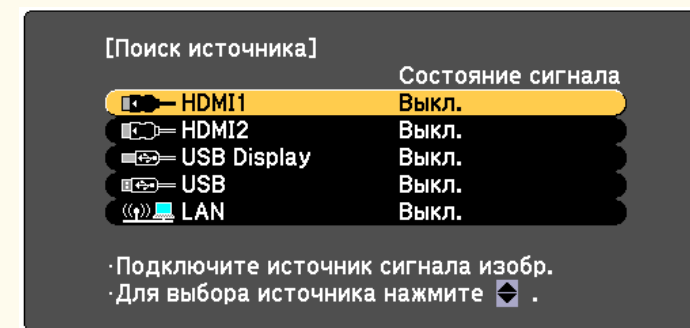 [Поиск источника]
Состояние сигнала
HDMI1 Выкл.
HDMI2 Выкл.
USB Display Выкл.
USB Выкл.
LAN Выкл.
·Подключите источник сигнала изобр.
·Для выбора источника нажмите .